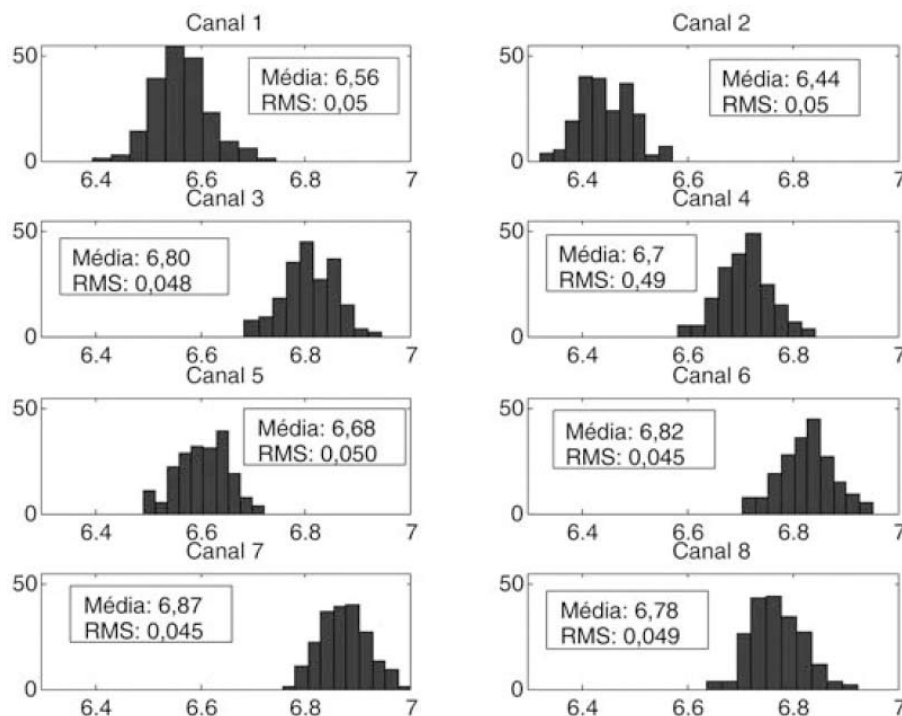 Canal 1
50
Média: 6,56
RMS: 0,05
0
6.4 6.6 6.8 7
Canal 2
50
Média: 6,44
RMS: 0,05
0
6.4 6.6 6.8 7
Canal 3
50
Média: 6,80
RMS: 0,048
0
6.4 6.6 6.8 7
Canal 4
50
Média: 6,7
RMS: 0,49
0
6.4 6.6 6.8 7
Canal 5
50
Média: 6,68
RMS: 0,050
0
6.4 6.6 6.8 7
Canal 6
50
Média: 6,82
RMS: 0,045
0
6.4 6.6 6.8 7
Canal 7
50
Média: 6,87
RMS: 0,045
0
6.4 6.6 6.8 7
Canal 8
50
Média: 6,78
RMS: 0,049
0
6.4 6.6 6.8 7